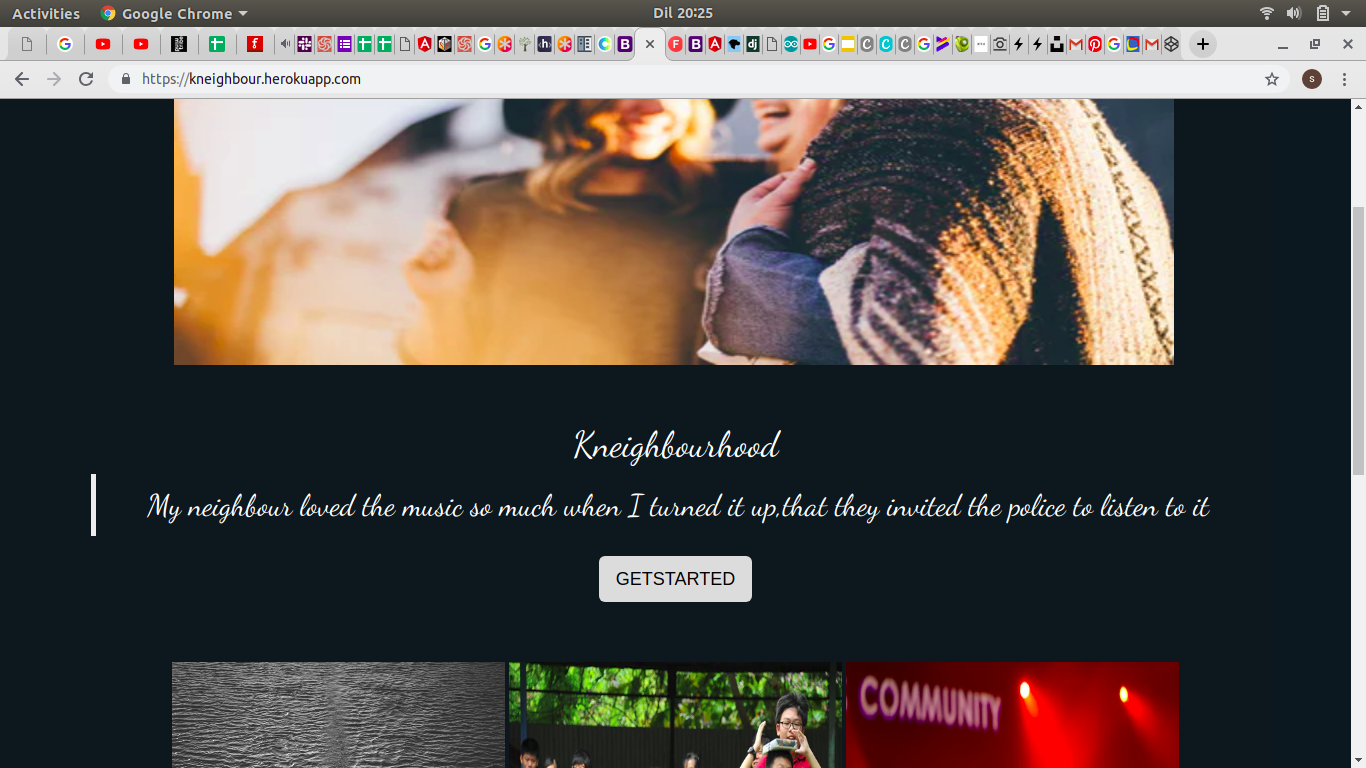 Activities
Google Chrome
Dil 20:25
https://kneighbour.herokuapp.com
S
Kneighbourhood
My neighbour loved the music so much when I turned it up,that they invited the police to listen to it
GETSTARTED
COMMUNITY